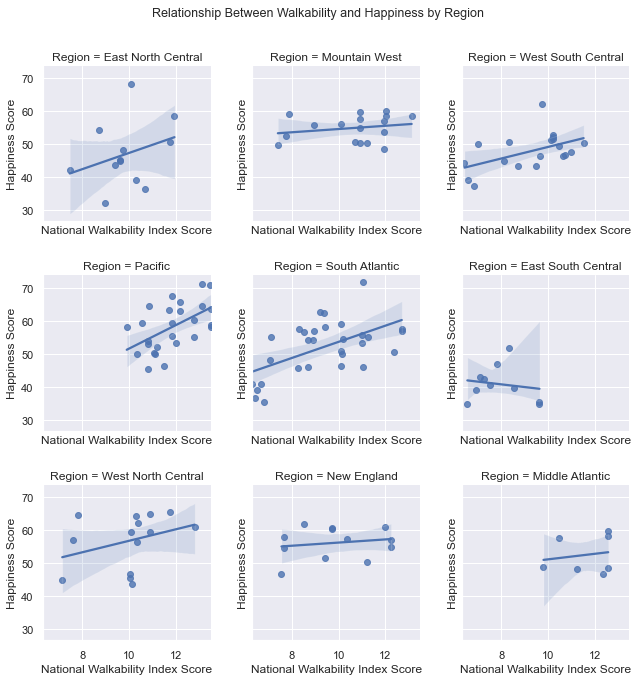 Relationship Between Walkability and Happiness by Region
Region = East North Central
Region = Mountain West
Region = West South Central
70
60
50
40
30
Happiness Score
Happiness Score
Happiness Score
National Walkability Index Score
National Walkability Index Score
National Walkability Index Score
Region = Pacific
Region = South Atlantic
Region = East South Central
70
60
50
40
30
Happiness Score
Happiness Score
Happiness Score
National Walkability Index Score
National Walkability Index Score
National Walkability Index Score
Region = West North Central
Region = New England
Region = Middle Atlantic
70
60
50
40
30
Happiness Score
Happiness Score
Happiness Score
8 10 12
8 10 12
8 10 12
National Walkability Index Score
National Walkability Index Score
National Walkability Index Score